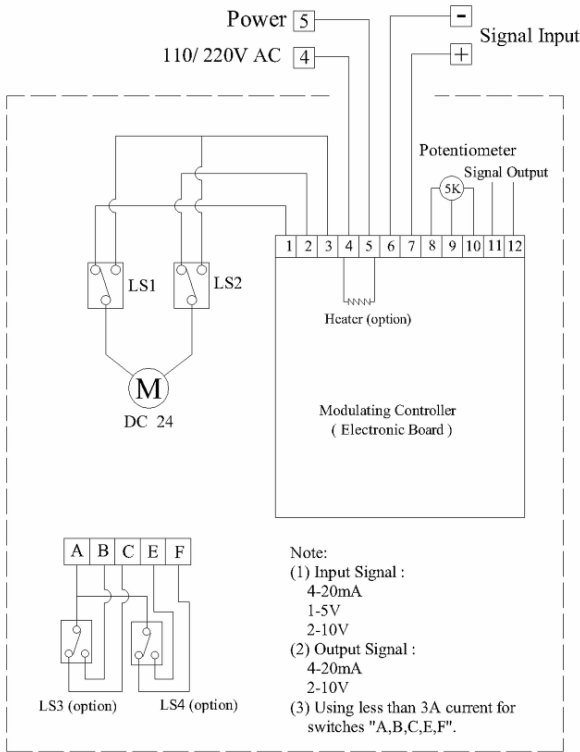 Power 5
110/ 220V AC 4
-
+
Signal Input
Potentiometer
Signal Output
5K
1 2 3 4 5 6 7 8 9 10 11 12
LS1
LS2
Heater (option)
M
DC 24
Modulating Controller
( Electronic Board )
A B C E F
LS3 (option)
LS4 (option)
Note:
(1) Input Signal :
4-20mA
1-5V
2-10V
(2) Output Signal :
4-20mA
2-10V
(3) Using less than 3A current for
switches "A,B,C,E,F".